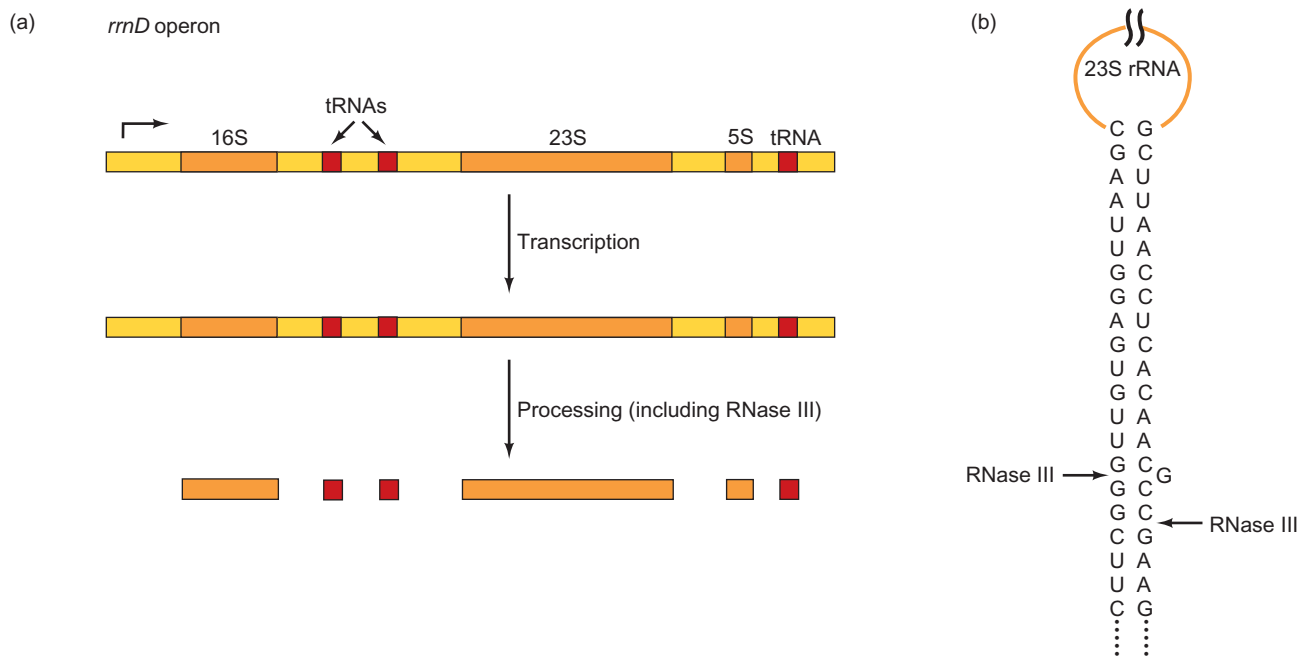 (a)
rrnD operon
tRNAs
16S
23S
5S
tRNA
Transcription
Processing (including RNase III)
(b)
23S rRNA
C G
G C
A U
A U
U A
U A
G C
G C
A U
G C
U A
G C
U A
U A
G C
G
RNase III
G C
G C
RNase III
C G
U A
U A
C G